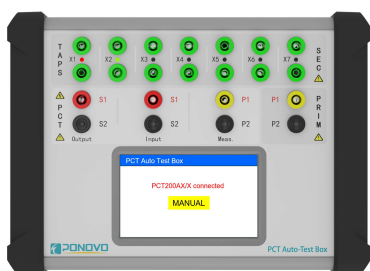 TAPS
X1 X2 X3 X4 X5 X6 X7
SEC
PCT
S1 S1 P1 P1
PRIM
S2 S2 P2 P2
Output Input Meas.
PCT Auto Test Box
PCT200AX/X connected
MANUAL
PONOVO
PCT Auto-Test Box